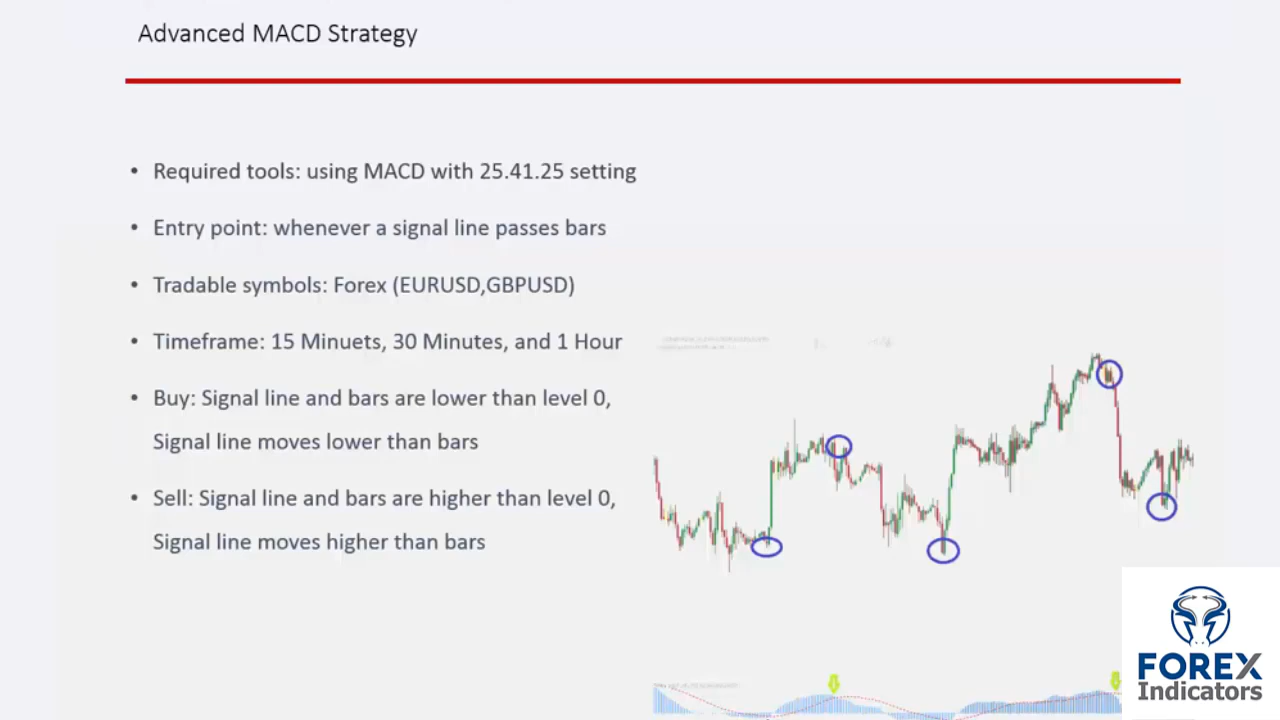 Advanced MACD Strategy
• Required tools: using MACD with 25.41.25 setting
• Entry point: whenever a signal line passes bars
• Tradable symbols: Forex (EURUSD,GBPUSD)
• Timeframe: 15 Minuets, 30 Minutes, and 1 Hour
• Buy: Signal line and bars are lower than level 0,
Signal line moves lower than bars
• Sell: Signal line and bars are higher than level 0,
Signal line moves higher than bars
FOREX
Indicators